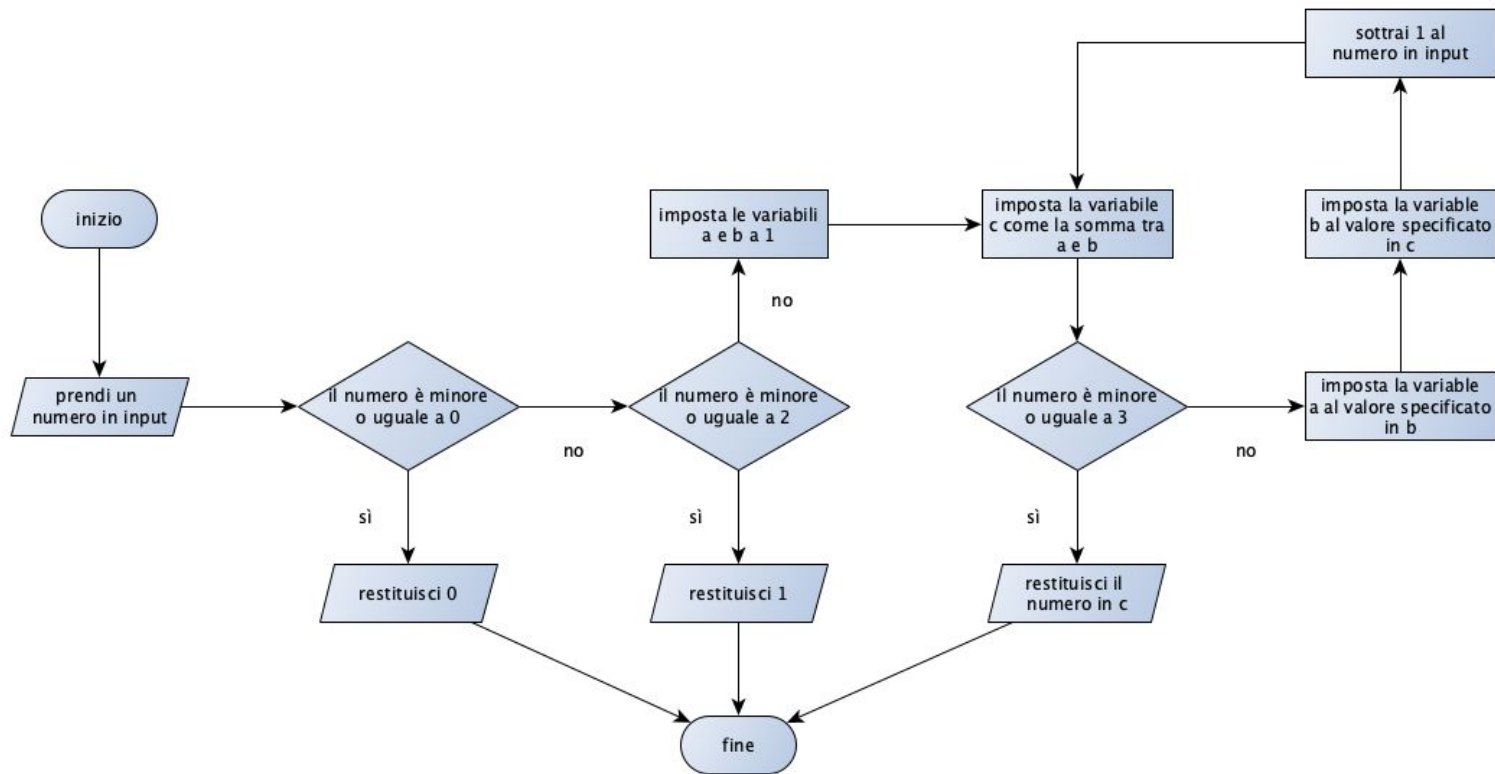 inizio
prendi un
numero in input
il numero è minore
o uguale a 0
sì
restituisci 0
no
il numero è minore
o uguale a 2
sì
restituisci 1
no
imposta le variabili
a e b a 1
imposta la variabile
c come la somma tra
a e b
il numero è minore
o uguale a 3
sì
restituisci il
numero in c
no
imposta la variable
a al valore specificato
in b
imposta la variable
b al valore specificato
in c
sottrai 1 al
numero in input
fine